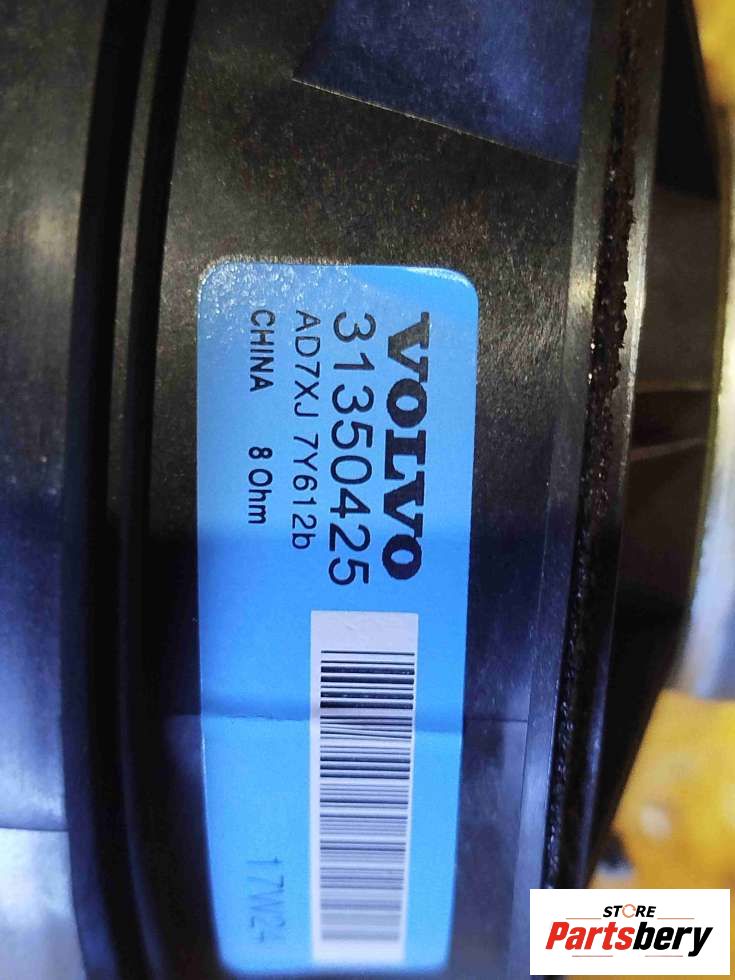 VOLVO
31350425
AD7XJ 7Y612b
CHINA 8 Ohm
17W24
STORE
Partsbery